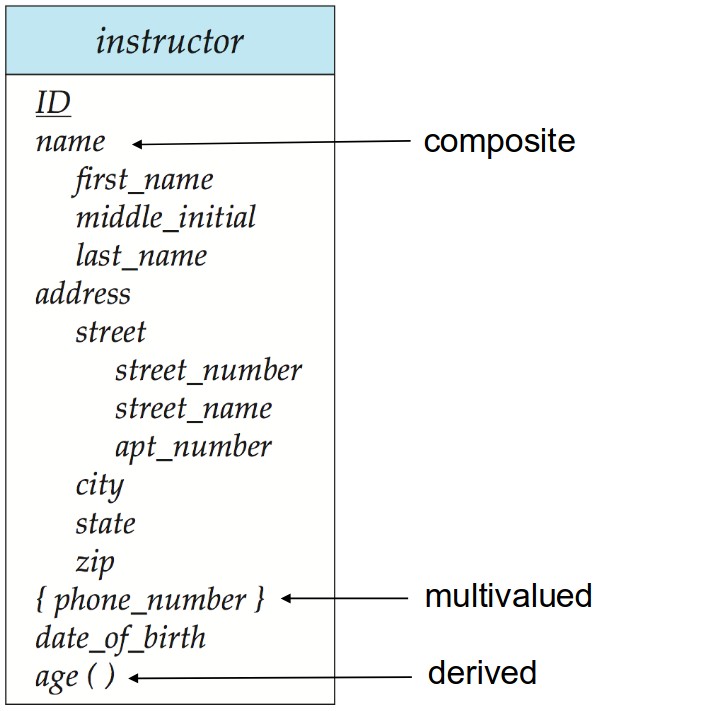 instructor
ID
name
composite
first_name
middle_initial
last_name
address
street
street_number
street_name
apt_number
city
state
zip
{ phone_number }
multivalued
date_of_birth
age ( )
derived